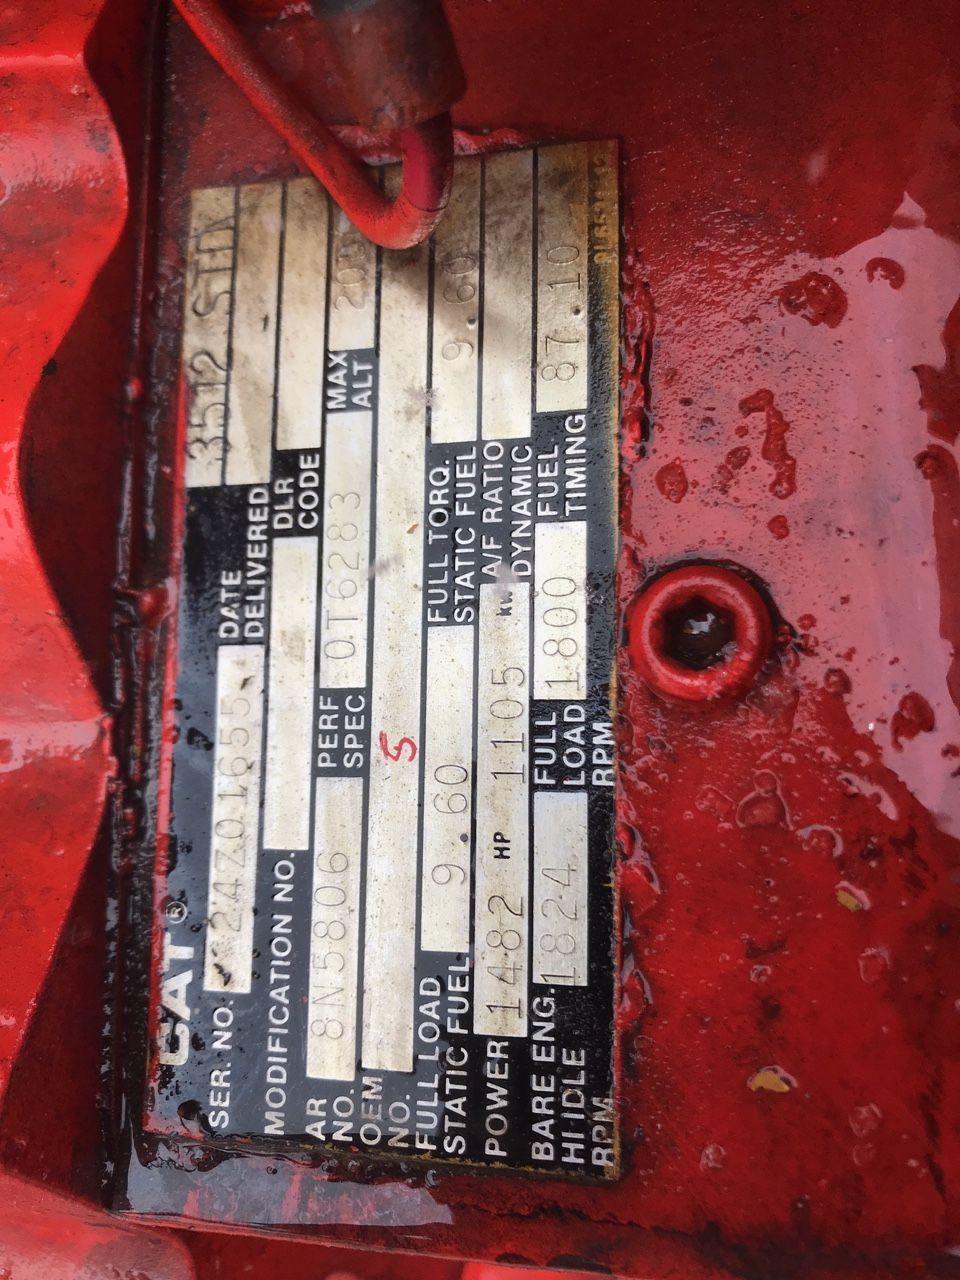 CAT® 3512 STD
SER. NO. 24Z01655 DATE DELIVERED
MODIFICATION NO. DLR CODE
AR NO. 8N5806 PERF SPEC 0T6283 MAX ALT
OEM NO. 5
FULL LOAD STATIC FUEL 9.60 FULL TORQ. STATIC FUEL 9.60
POWER 1482 HP 1105 kW A/F RATIO DYNAMIC
BARE ENG. HI IDLE RPM 1824 FULL LOAD RPM 1800 FUEL TIMING 87.10